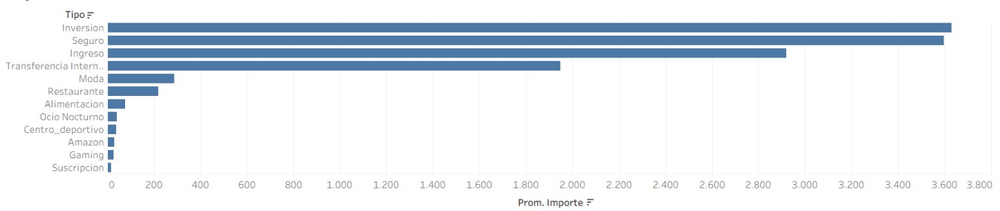 Tipo
Inversion
Seguro
Ingreso
Transferencia Intern..
Moda
Restaurante
Alimentacion
Ocio Nocturno
Centro_deportivo
Amazon
Gaming
Suscripcion
0 200 400 600 800 1.000 1.200 1.400 1.600 1.800 2.000 2.200 2.400 2.600 2.800 3.000 3.200 3.400 3.600 3.800
Prom. Importe